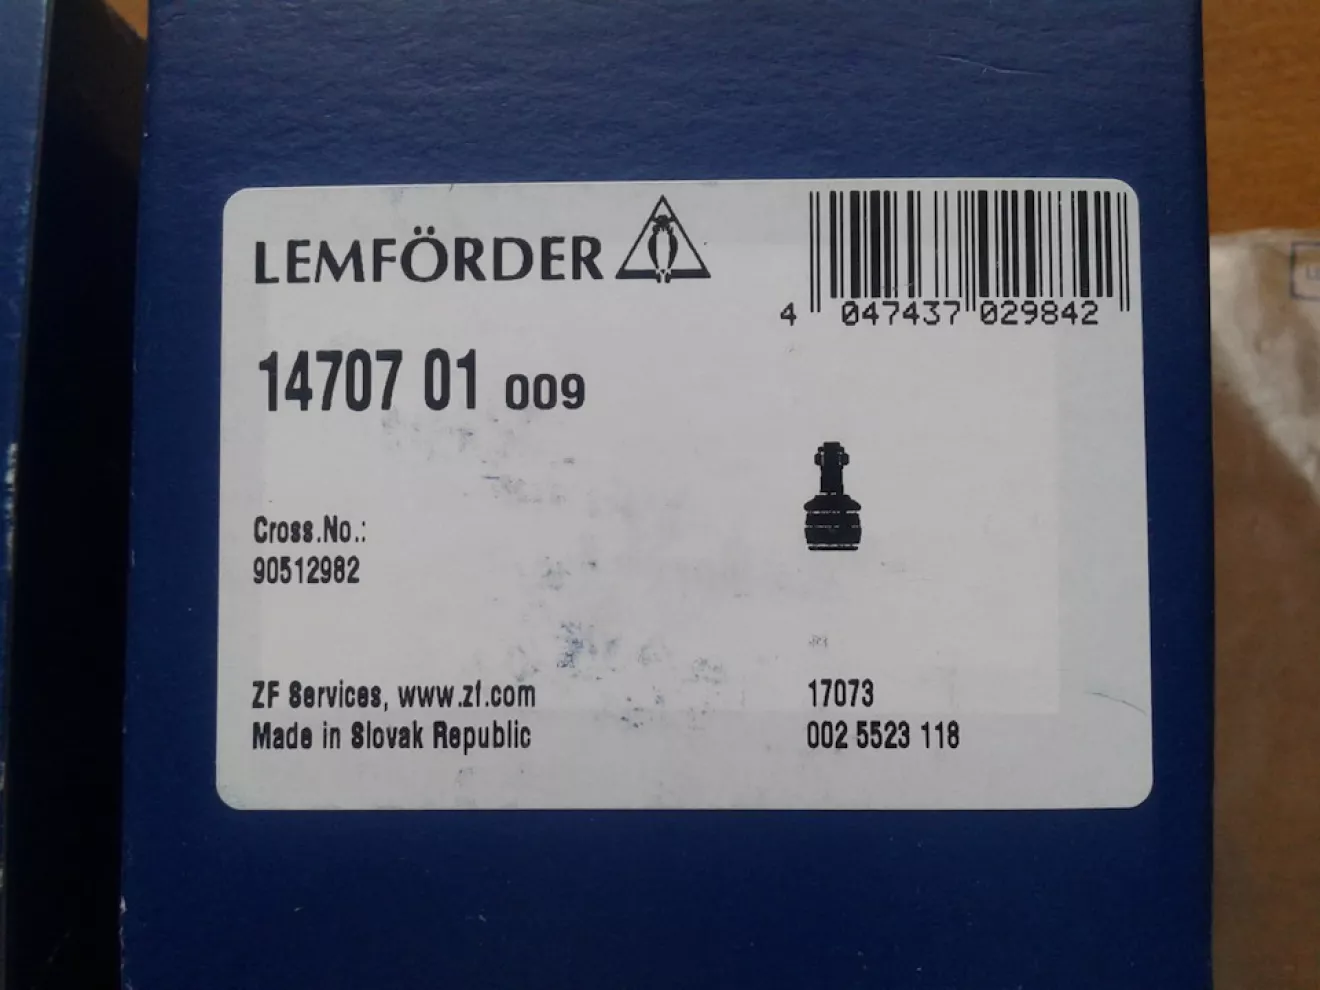 LEMFÖRDER
4 047437 029842
14707 01 009
Cross.No.:
90512982
ZF Services, www.zf.com
Made in Slovak Republic
17073
002 5523 118